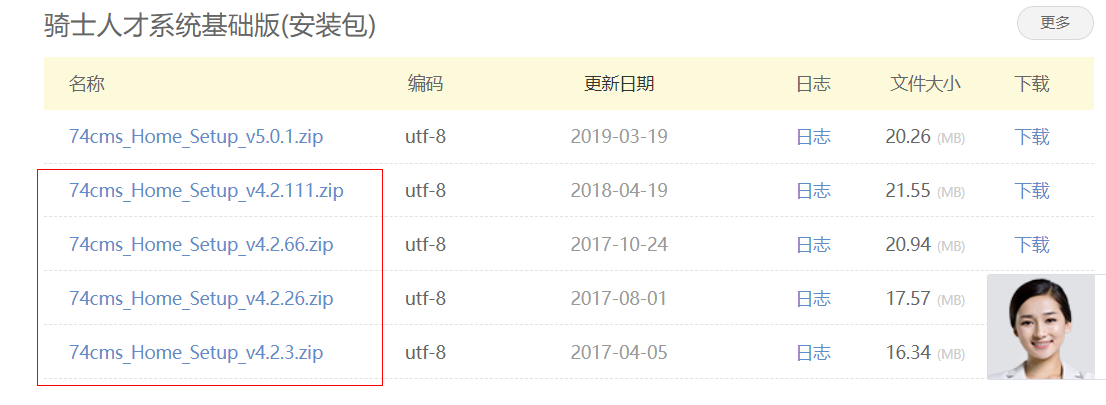 骑士人才系统基础版(安装包) 更多
名称 编码 更新日期 日志 文件大小 下载
74cms_Home_Setup_v5.0.1.zip utf-8 2019-03-19 日志 20.26 (MB) 下载
74cms_Home_Setup_v4.2.111.zip utf-8 2018-04-19 日志 21.55 (MB) 下载
74cms_Home_Setup_v4.2.66.zip utf-8 2017-10-24 日志 20.94 (MB) 下载
74cms_Home_Setup_v4.2.26.zip utf-8 2017-08-01 日志 17.57 (MB)
74cms_Home_Setup_v4.2.3.zip utf-8 2017-04-05 日志 16.34 (MB)